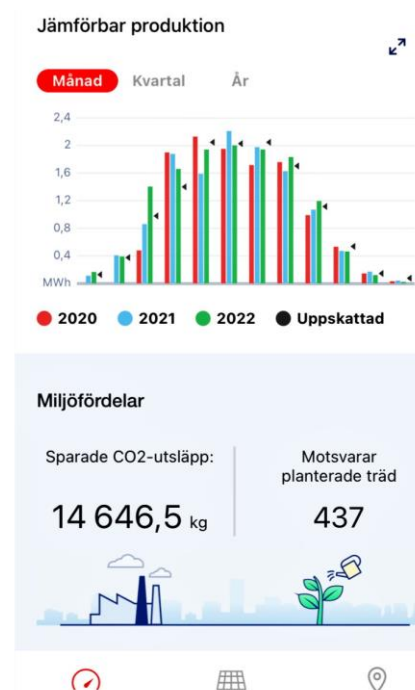 Jämförbar produktion
Månad Kvartal År
2,4
2
1,6
1,2
0,8
0,4
MWh
2020 2021 2022 Uppskattad
Miljöfördelar
Sparade CO2-utsläpp: Motsvarar planterade träd
14 646,5 kg 437